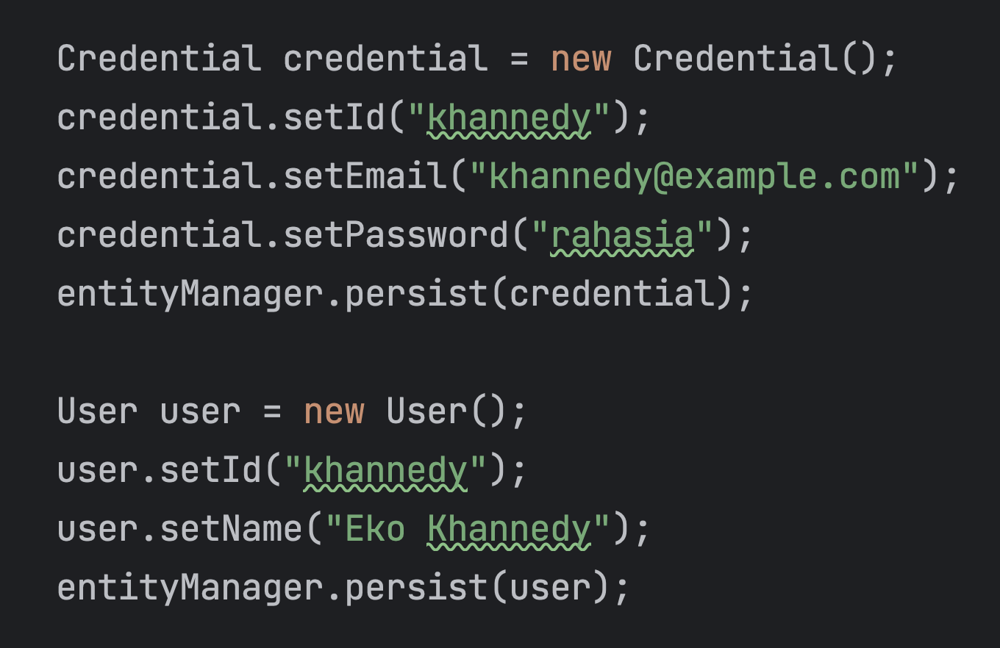 Credential credential = new Credential();
credential.setId("khannedy");
credential.setEmail("khannedy@example.com");
credential.setPassword("rahasia");
entityManager.persist(credential);
User user = new User();
user.setId("khannedy");
user.setName("Eko Khannedy");
entityManager.persist(user);